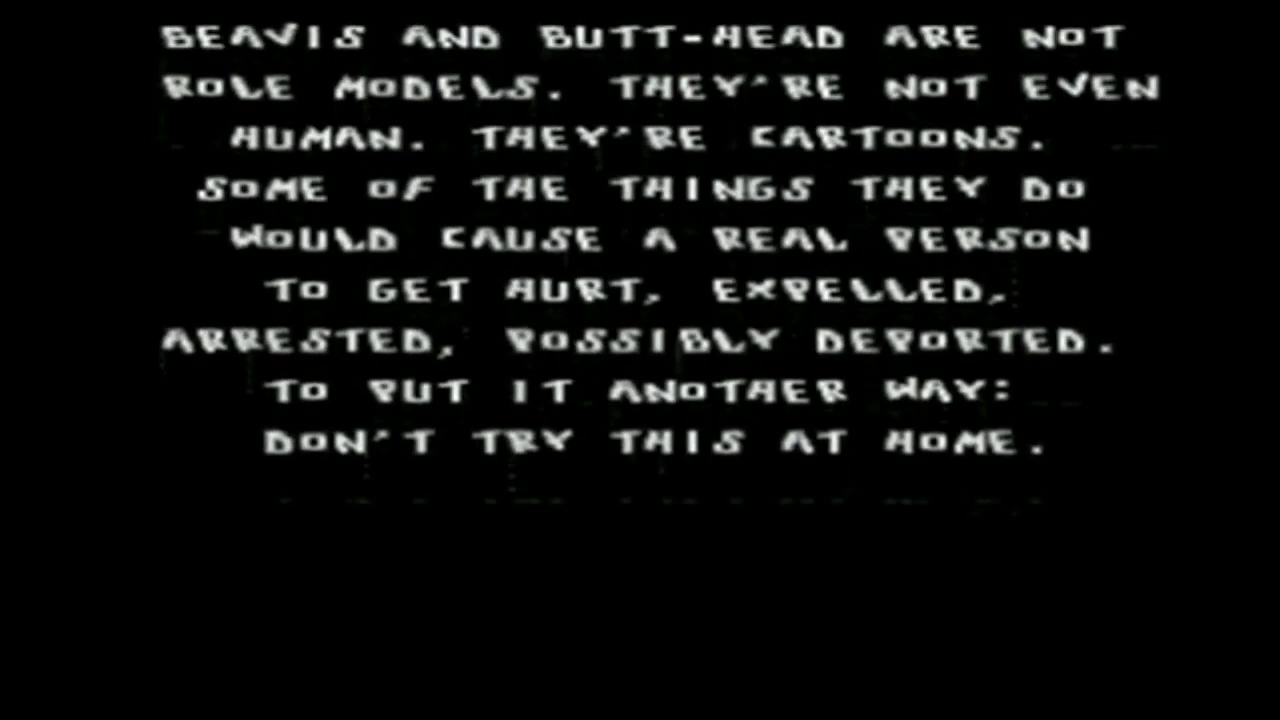 BEAVIS AND BUTT-HEAD ARE NOT
ROLE MODELS. THEY'RE NOT EVEN
HUMAN. THEY'RE CARTOONS.
SOME OF THE THINGS THEY DO
WOULD CAUSE A REAL PERSON
TO GET HURT, EXPELLED,
ARRESTED, POSSIBLY DEPORTED.
TO PUT IT ANOTHER WAY:
DON'T TRY THIS AT HOME.